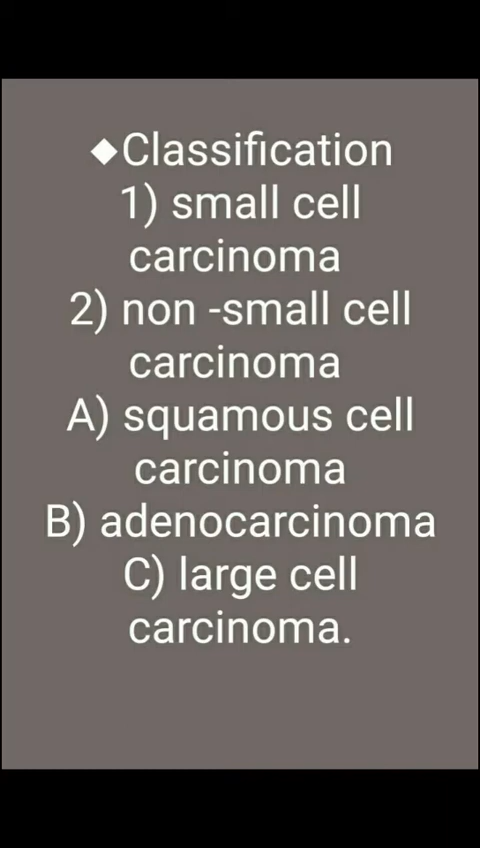 ◆Classification
1) small cell
carcinoma
2) non -small cell
carcinoma
A) squamous cell
carcinoma
B) adenocarcinoma
C) large cell
carcinoma.